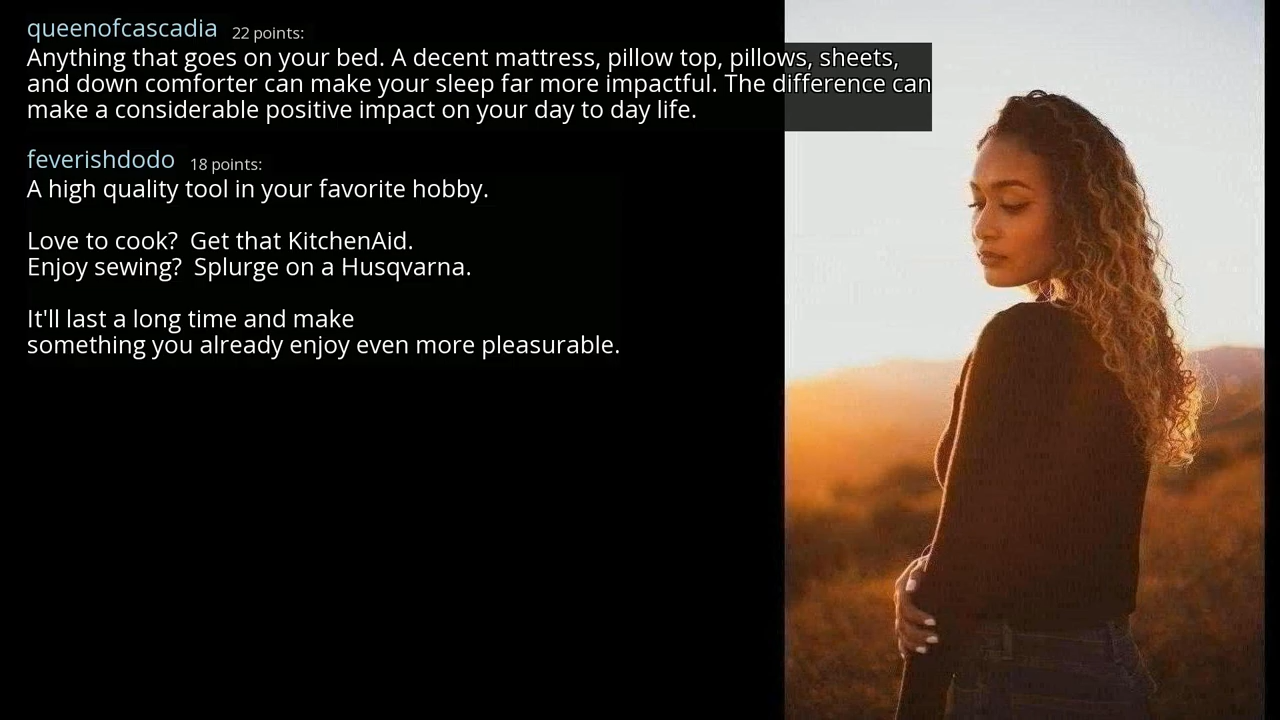 queenofcascadia 22 points:
Anything that goes on your bed. A decent mattress, pillow top, pillows, sheets,
and down comforter can make your sleep far more impactful. The difference can
make a considerable positive impact on your day to day life.
feverishdodo 18 points:
A high quality tool in your favorite hobby.
Love to cook?  Get that KitchenAid.
Enjoy sewing?  Splurge on a Husqvarna.
It'll last a long time and make
something you already enjoy even more pleasurable.